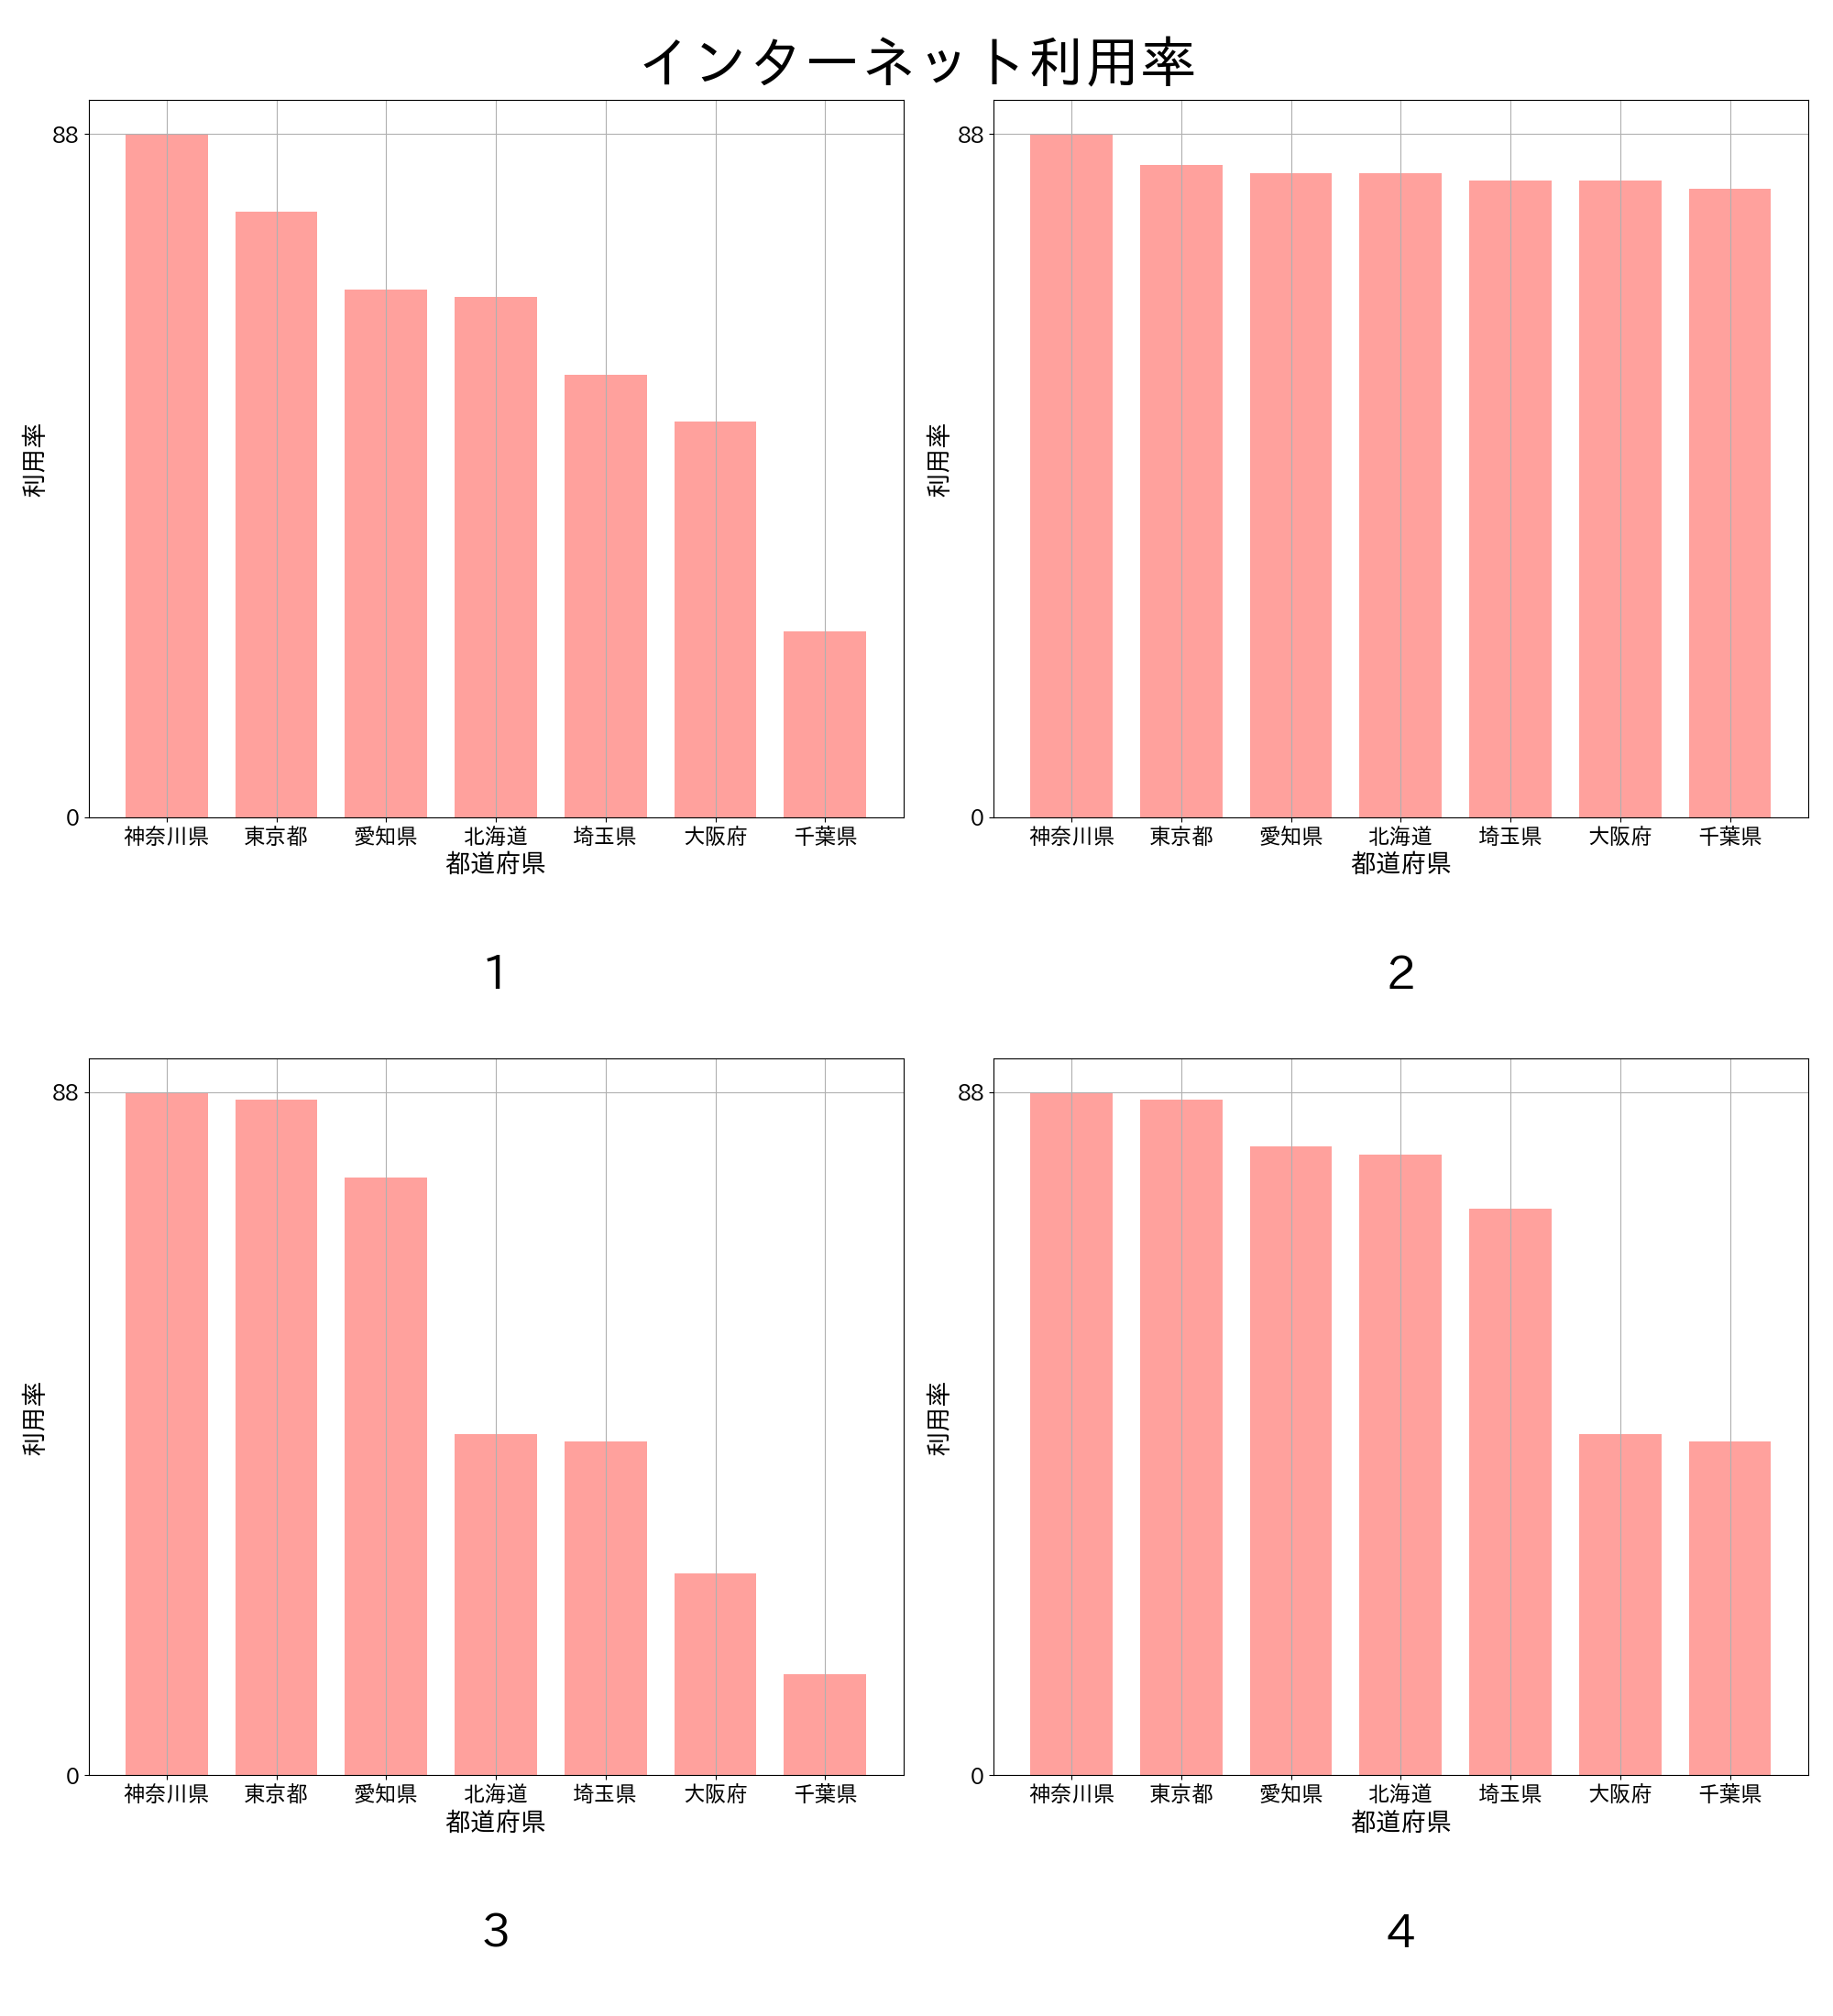 インターネット利用率
88
0
利用率
神奈川県 東京都 愛知県 北海道 埼玉県 大阪府 千葉県
都道府県
1
88
0
利用率
神奈川県 東京都 愛知県 北海道 埼玉県 大阪府 千葉県
都道府県
2
88
0
利用率
神奈川県 東京都 愛知県 北海道 埼玉県 大阪府 千葉県
都道府県
3
88
0
利用率
神奈川県 東京都 愛知県 北海道 埼玉県 大阪府 千葉県
都道府県
4